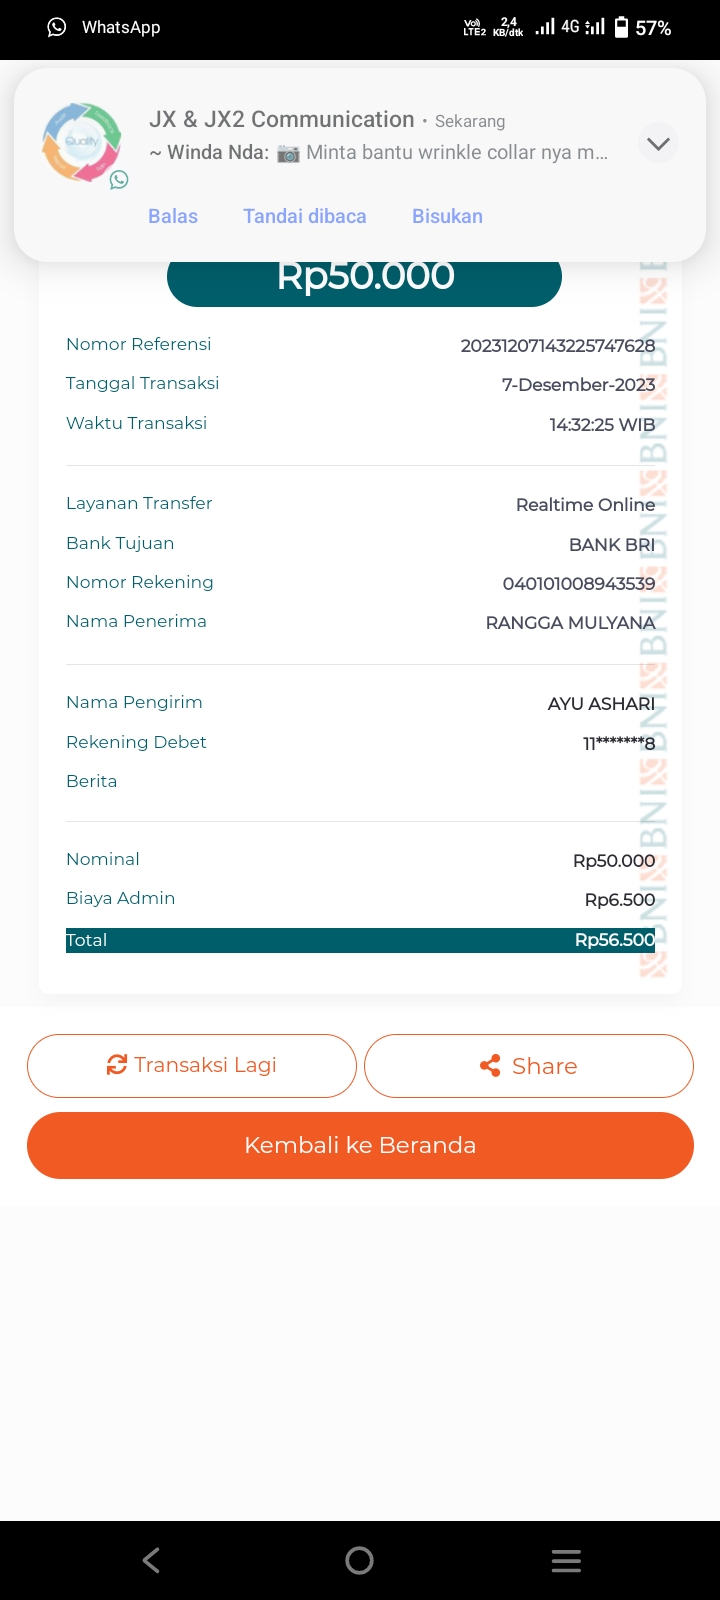 WhatsApp
Vo)) LTE2 2,4 KB/dtk 4G 57%
JX & JX2 Communication • Sekarang
~ Winda Nda: 📷 Minta bantu wrinkle collar nya m...
Quality
Balas Tandai dibaca Bisukan
Rp50.000
Nomor Referensi 20231207143225747628
Tanggal Transaksi 7-Desember-2023
Waktu Transaksi 14:32:25 WIB
Layanan Transfer Realtime Online
Bank Tujuan BANK BRI
Nomor Rekening 040101008943539
Nama Penerima RANGGA MULYANA
Nama Pengirim AYU ASHARI
Rekening Debet 11*******8
Berita
Nominal Rp50.000
Biaya Admin Rp6.500
Total Rp56.500
BNI BNI BNI BNI BNI BNI BNI
Transaksi Lagi Share
Kembali ke Beranda